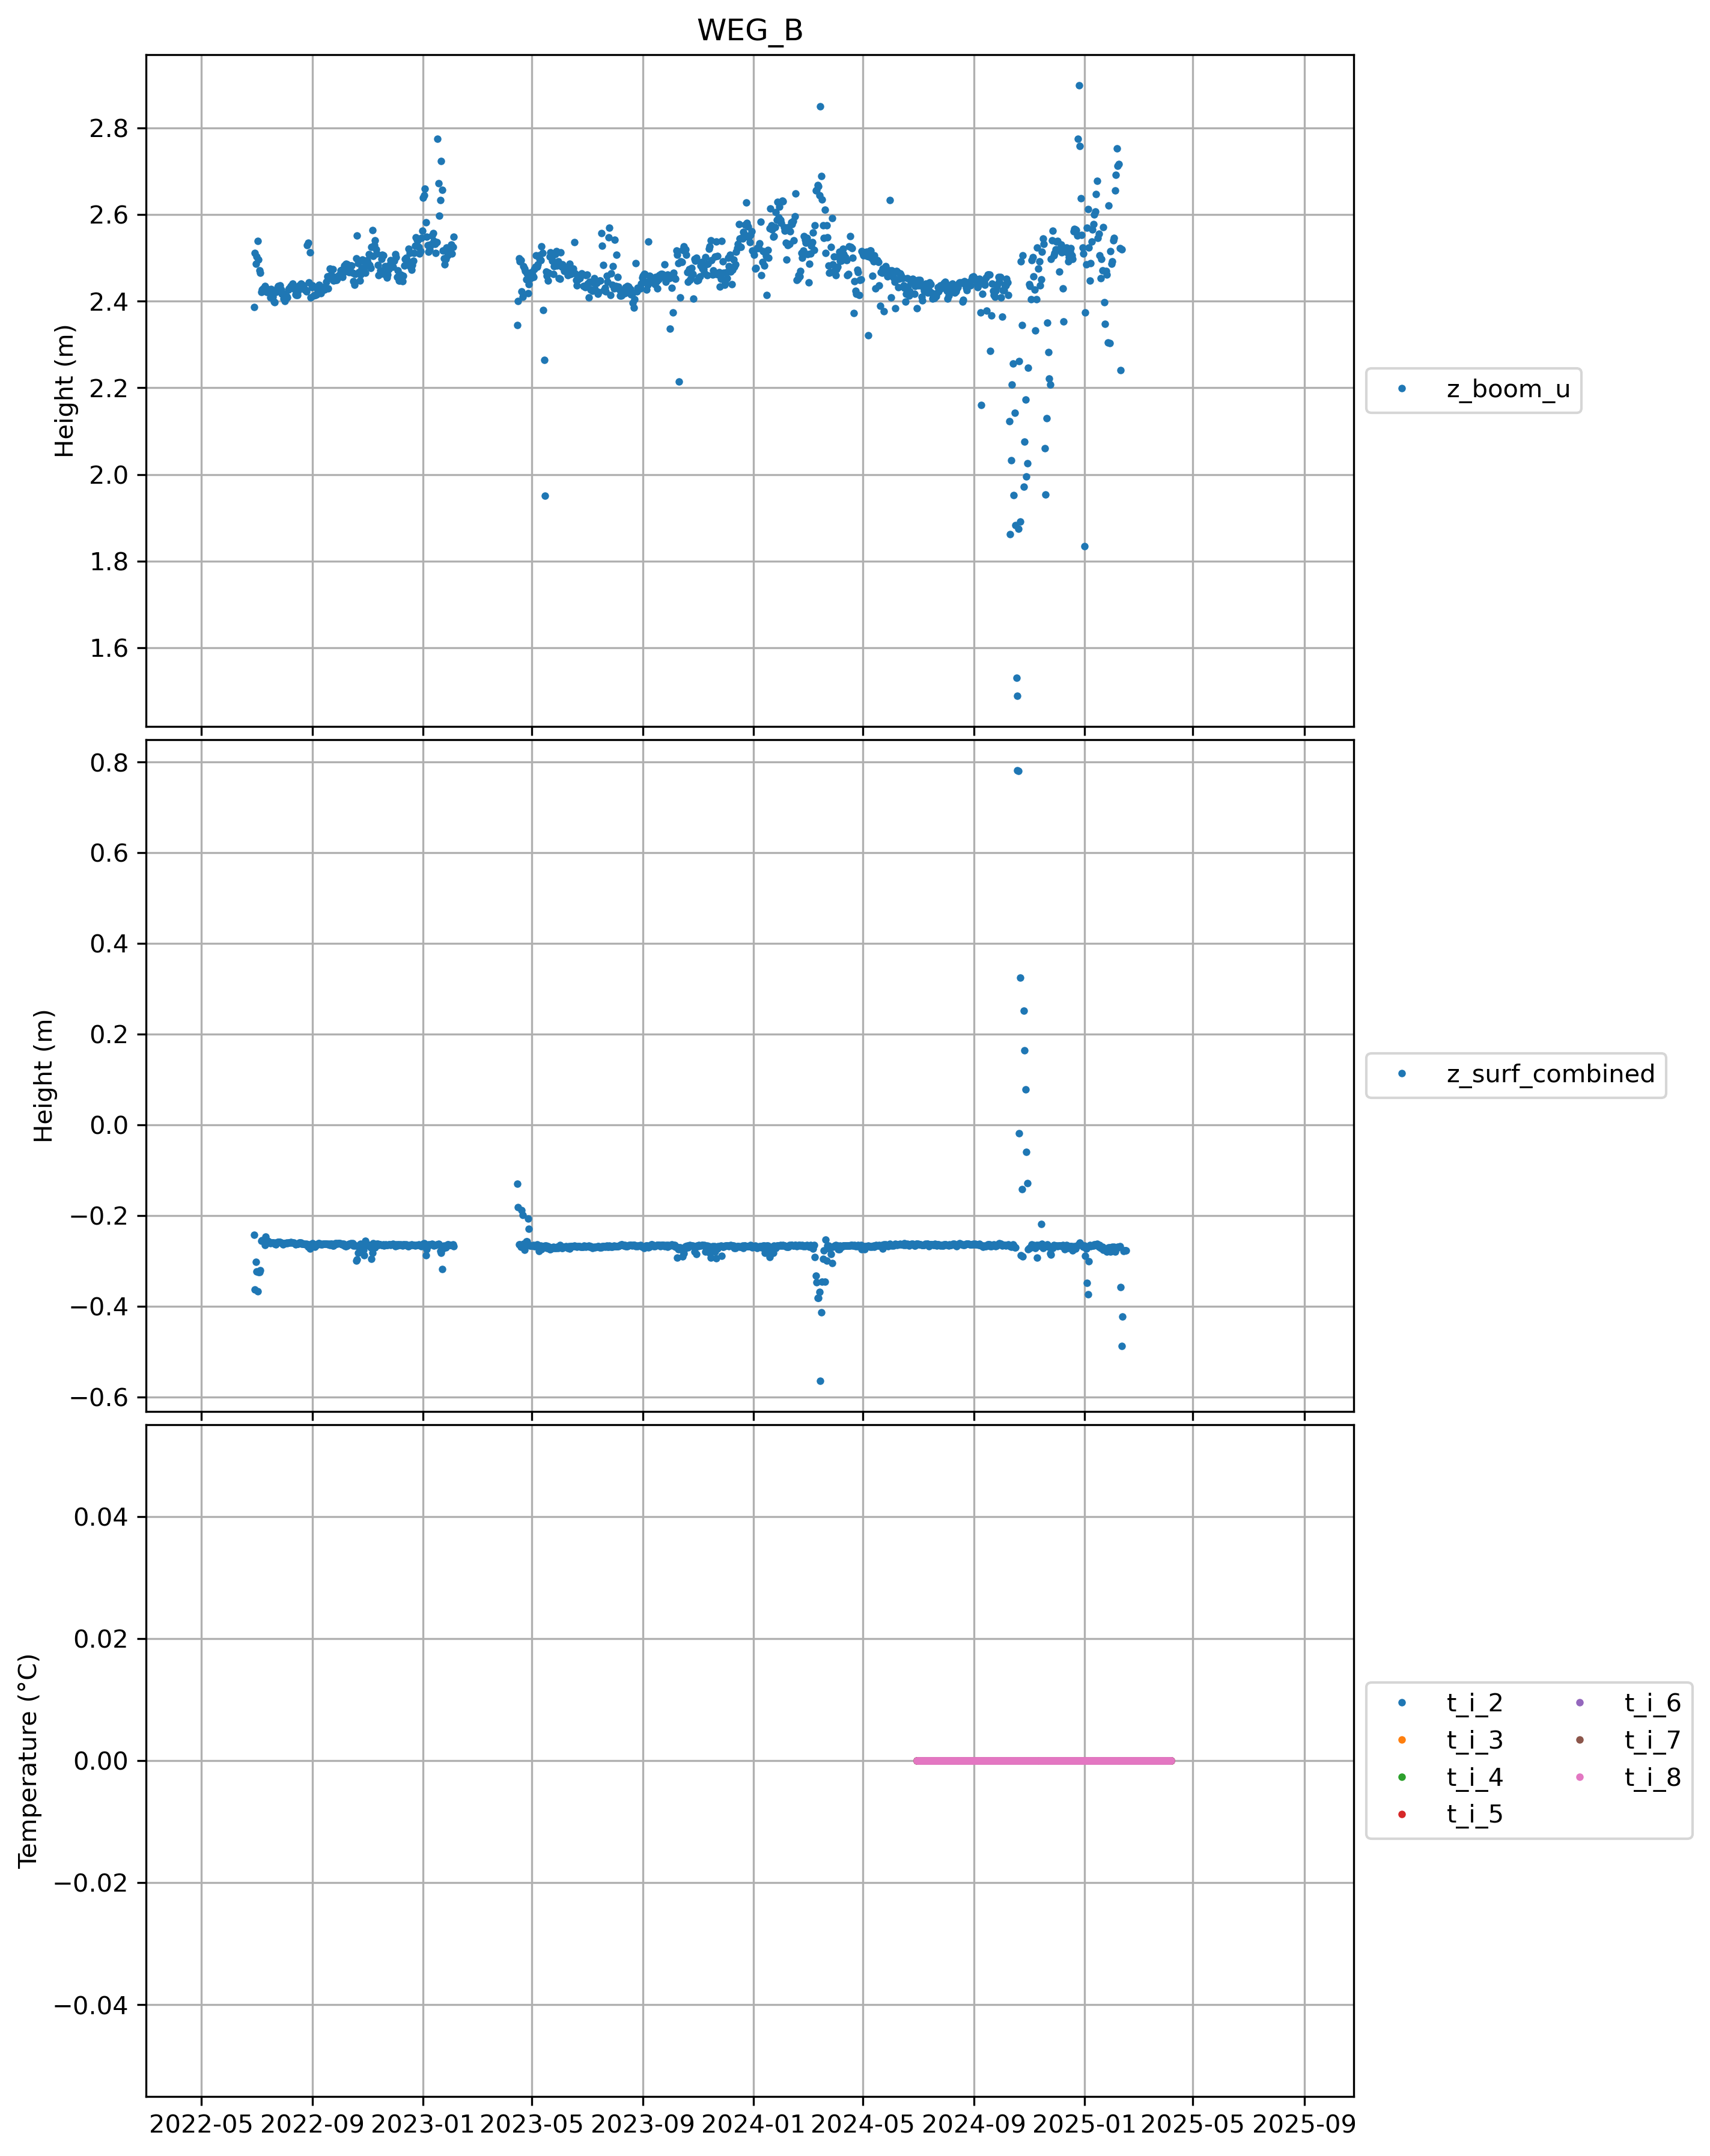 WEG_B
2.8
2.6
2.4
2.2
2.0
1.8
1.6
Height (m)
z_boom_u
0.8
0.6
0.4
0.2
0.0
−0.2
−0.4
−0.6
Height (m)
z_surf_combined
0.04
0.02
0.00
−0.02
−0.04
Temperature (°C)
t_i_2
t_i_3
t_i_4
t_i_5
t_i_6
t_i_7
t_i_8
2022-05 2022-09 2023-01 2023-05 2023-09 2024-01 2024-05 2024-09 2025-01 2025-05 2025-09